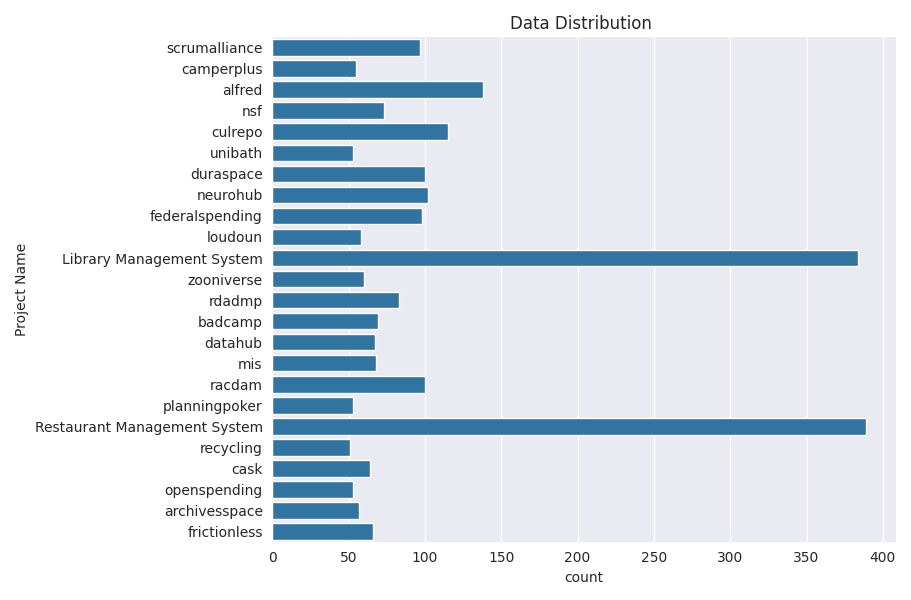 Data Distribution
Project Name
scrumalliance
camperplus
alfred
nsf
culrepo
unibath
duraspace
neurohub
federalspending
loudoun
Library Management System
zooniverse
rdadmp
badcamp
datahub
mis
racdam
planningpoker
Restaurant Management System
recycling
cask
openspending
archivesspace
frictionless
0 50 100 150 200 250 300 350 400
count